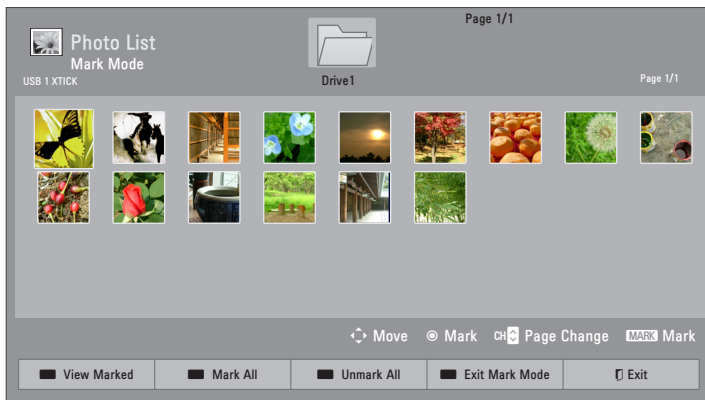 Page 1/1
Photo List
Mark Mode
USB 1 XTICK
Drive1
Page 1/1
Move Mark CH Page Change MARK Mark
View Marked Mark All Unmark All Exit Mark Mode Exit